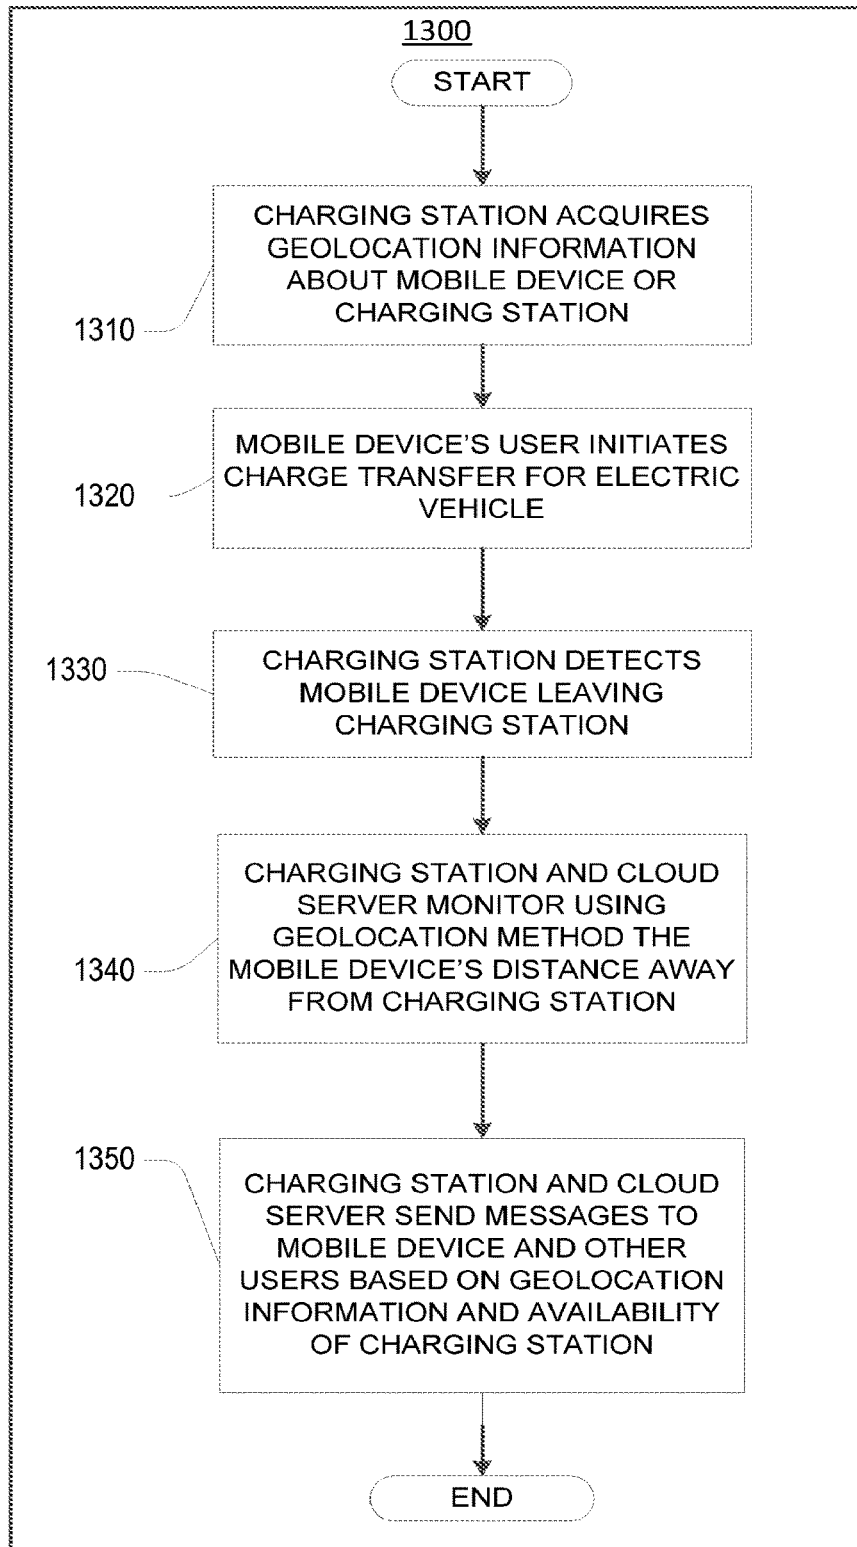 1300
START
CHARGING STATION ACQUIRES
GEOLOCATION INFORMATION
ABOUT MOBILE DEVICE OR
CHARGING STATION
1310
MOBILE DEVICE'S USER INITIATES
CHARGE TRANSFER FOR ELECTRIC
VEHICLE
1320
CHARGING STATION DETECTS
MOBILE DEVICE LEAVING
CHARGING STATION
1330
CHARGING STATION AND CLOUD
SERVER MONITOR USING
GEOLOCATION METHOD THE
MOBILE DEVICE'S DISTANCE AWAY
FROM CHARGING STATION
1340
CHARGING STATION AND CLOUD
SERVER SEND MESSAGES TO
MOBILE DEVICE AND OTHER
USERS BASED ON GEOLOCATION
INFORMATION AND AVAILABILITY
OF CHARGING STATION
1350
END